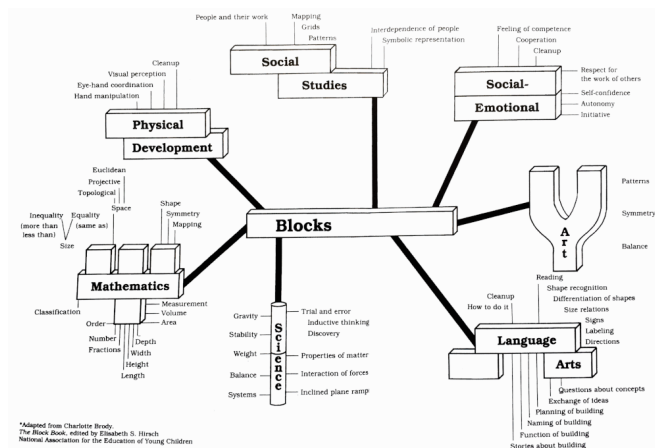 People and their work
Mapping
Grids
Patterns
Interdependence of people
Symbolic representation
Social
Studies
Feeling of competence
Cooperation
Cleanup
Respect for
the work of others
Self-confidence
Autonomy
Initiative
Social-
Emotional
Cleanup
Visual perception
Eye-hand coordination
Hand manipulation
Physical
Development
Blocks
Patterns
Symmetry
Balance
Art
Euclidean
Projective
Topological
Space
Inequality
(more than
less than)
Equality
(same as)
Size
Shape
Symmetry
Mapping
Mathematics
Classification
Measurement
Volume
Area
Order
Number
Fractions
Depth
Width
Height
Length
Science
Gravity
Stability
Weight
Balance
Systems
Trial and error
Inductive thinking
Discovery
Properties of matter
Interaction of forces
Inclined plane ramp
Reading
Shape recognition
Differentiation of shapes
Size relations
Signs
Labeling
Directions
Cleanup
How to do it
Language
Arts
Questions about concepts
Exchange of ideas
Planning of building
Naming of building
Function of building
Stories about building
*Adapted from Charlotte Brody.
The Block Book, edited by Elisabeth S. Hirsch
National Association for the Education of Young Children